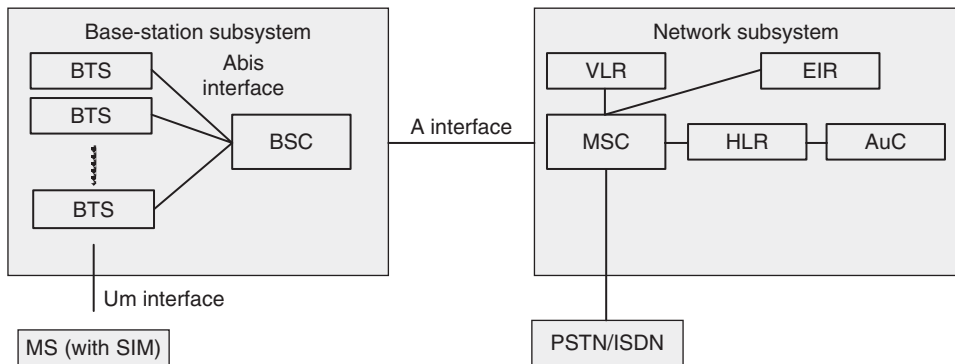 Base-station subsystem
BTS
Abis
interface
BTS
BSC
BTS
Um interface
MS (with SIM)
A interface
Network subsystem
VLR
EIR
MSC
HLR
AuC
PSTN/ISDN